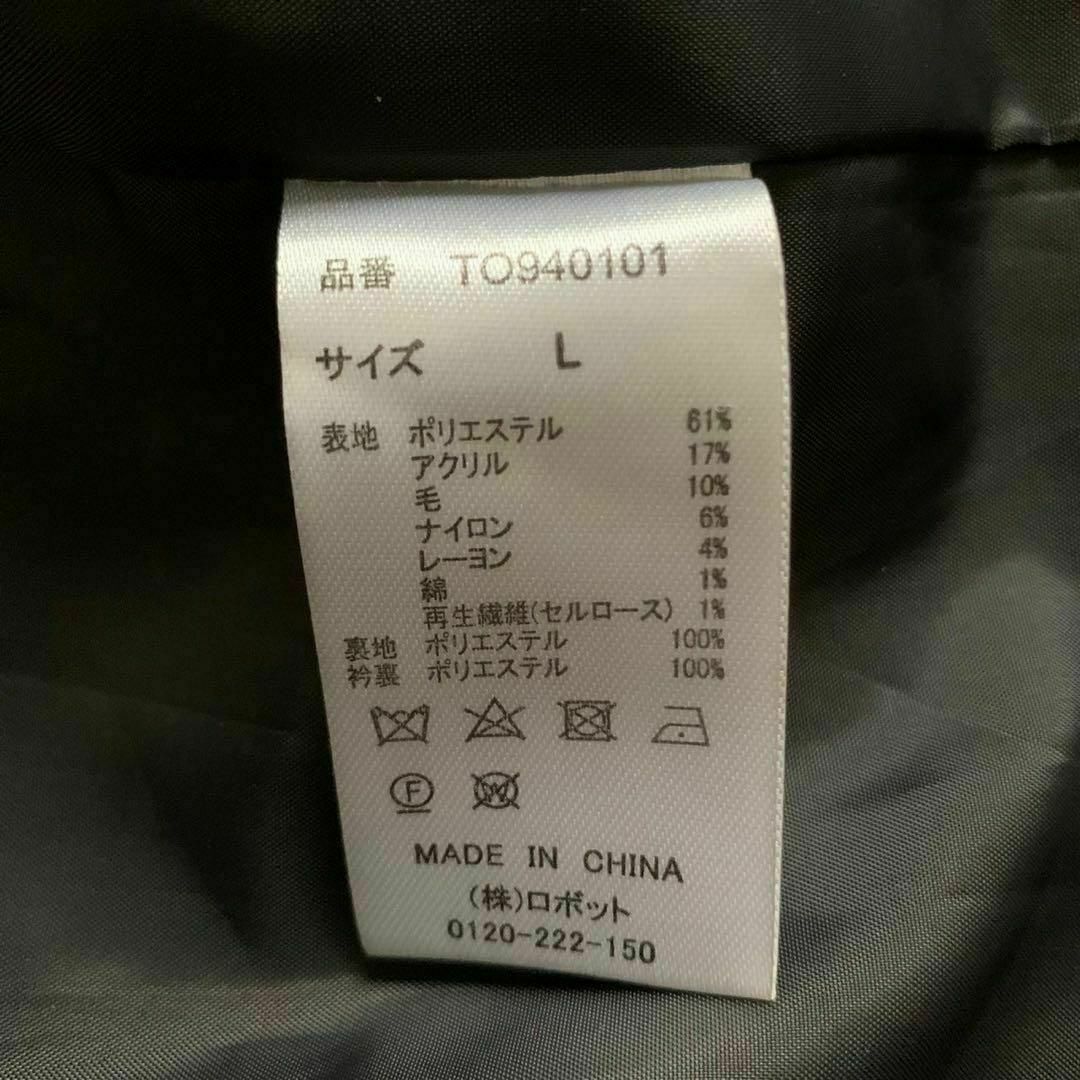 品番 TO940101
サイズ L
表地 ポリエステル 61%
アクリル 17%
毛 10%
ナイロン 6%
レーヨン 4%
綿 1%
再生繊維(セルロース) 1%
裏地 ポリエステル 100%
衿裏 ポリエステル 100%
F W
MADE IN CHINA
(株)ロボット
0120-222-150